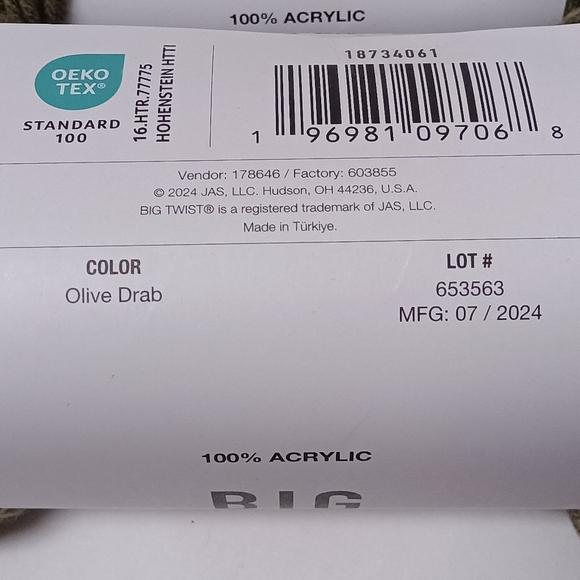 100% ACRYLIC
OEKO
TEX®
STANDARD
100
16.HTR.77775
HOHENSTEIN HTTI
18734061
1 96981 09706 8
Vendor: 178646 / Factory: 603855
© 2024 JAS, LLC. Hudson, OH 44236, U.S.A.
BIG TWIST® is a registered trademark of JAS, LLC.
Made in Türkiye.
COLOR
Olive Drab
LOT #
653563
MFG: 07 / 2024
100% ACRYLIC
BIG